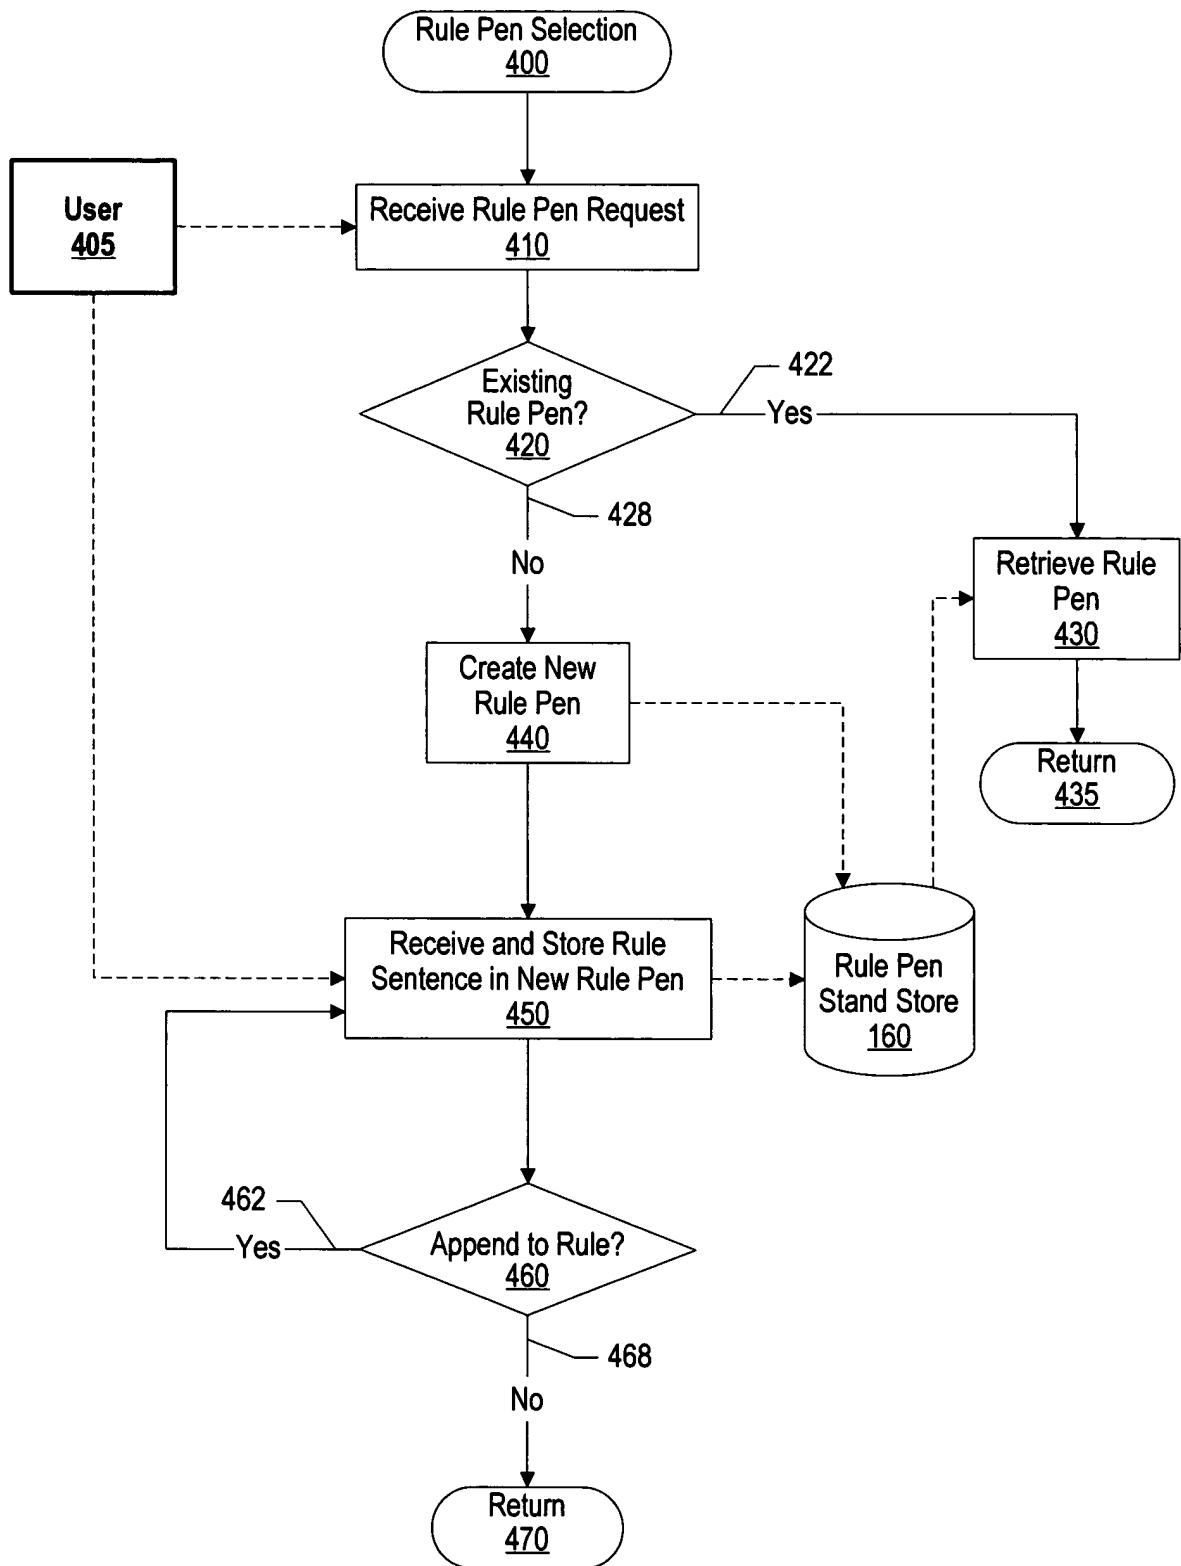 Rule Pen Selection
400
User
405
Receive Rule Pen Request
410
Existing
Rule Pen?
420
422
Yes
428
No
Retrieve Rule
Pen
430
Create New
Rule Pen
440
Return
435
Receive and Store Rule
Sentence in New Rule Pen
450
Rule Pen
Stand Store
160
462
Yes
Append to Rule?
460
468
No
Return
470